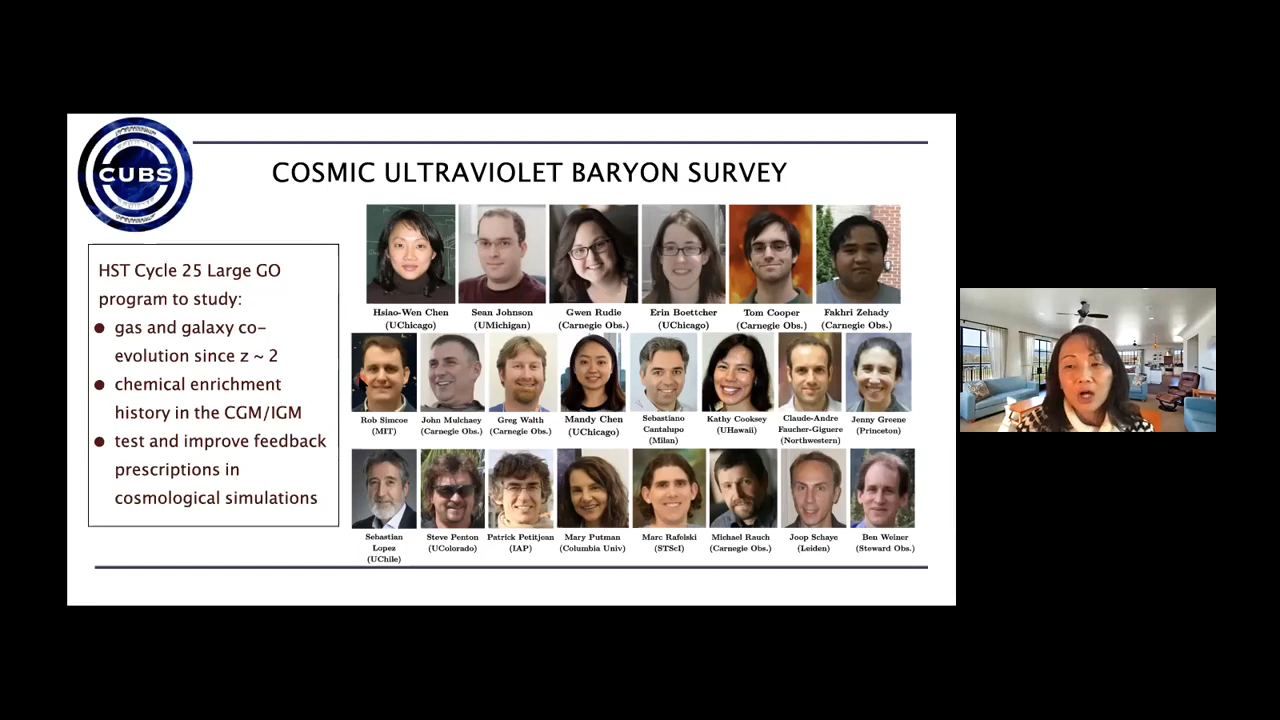 CUBS
COSMIC ULTRAVIOLET BARYON SURVEY
HST Cycle 25 Large GO
program to study:
● gas and galaxy co-
evolution since z ~ 2
● chemical enrichment
history in the CGM/IGM
● test and improve feedback
prescriptions in
cosmological simulations
Hsiao-Wen Chen
(UChicago)
Sean Johnson
(UMichigan)
Gwen Rudie
(Carnegie Obs.)
Erin Boettcher
(UChicago)
Tom Cooper
(Carnegie Obs.)
Fakhri Zehady
(Carnegie Obs.)
Rob Simcoe
(MIT)
John Mulchaey
(Carnegie Obs.)
Greg Walth
(Carnegie Obs.)
Mandy Chen
(UChicago)
Sebastiano
Cantalupo
(Milan)
Kathy Cooksey
(UHawaii)
Claude-Andre
Faucher-Giguere
(Northwestern)
Jenny Greene
(Princeton)
Sebastian
Lopez
(UChile)
Steve Penton
(UColorado)
Patrick Petitjean
(IAP)
Mary Putman
(Columbia Univ)
Marc Rafelski
(STScI)
Michael Rauch
(Carnegie Obs.)
Joop Schaye
(Leiden)
Ben Weiner
(Steward Obs.)